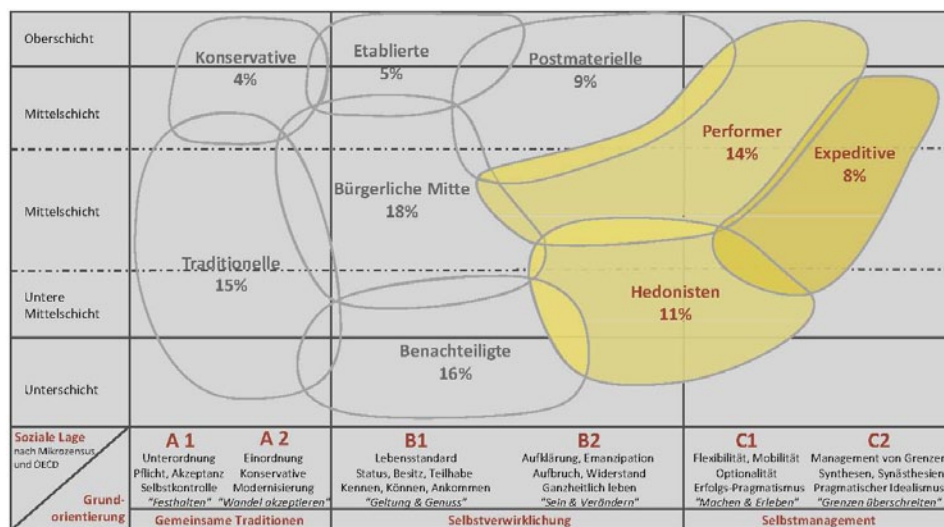 Oberschicht
Konservative
4%
Etablierte
5%
Postmaterielle
9%
Mittelschicht
Performer
14%
Expeditive
8%
Mittelschicht
Bürgerliche Mitte
18%
Traditionelle
15%
Untere
Mittelschicht
Hedonisten
11%
Benachteiligte
16%
Unterschicht
Soziale Lage
nach Mikrozensus
und OECD
Grund-
orientierung
A 1
Unterordnung
Pflicht, Akzeptanz
Selbstkontrolle
"Festhalten"
A 2
Einordnung
Konservative
Modernisierung
"Wandel akzeptieren"
B1
Lebensstandard
Status, Besitz, Teilhabe
Kennen, Können, Ankommen
"Geltung & Genuss"
B2
Aufklärung, Emanzipation
Aufbruch, Widerstand
Ganzheitlich leben
"Sein & Verändern"
C1
Flexibilität, Mobilität
Optionalität
Erfolgs-Pragmatismus
"Machen & Erleben"
C2
Management von Grenzen
Synthesen, Synästhesien
Pragmatischer Idealismus
"Grenzen überschreiten"
Gemeinsame Traditionen
Selbstverwirklichung
Selbstmanagement